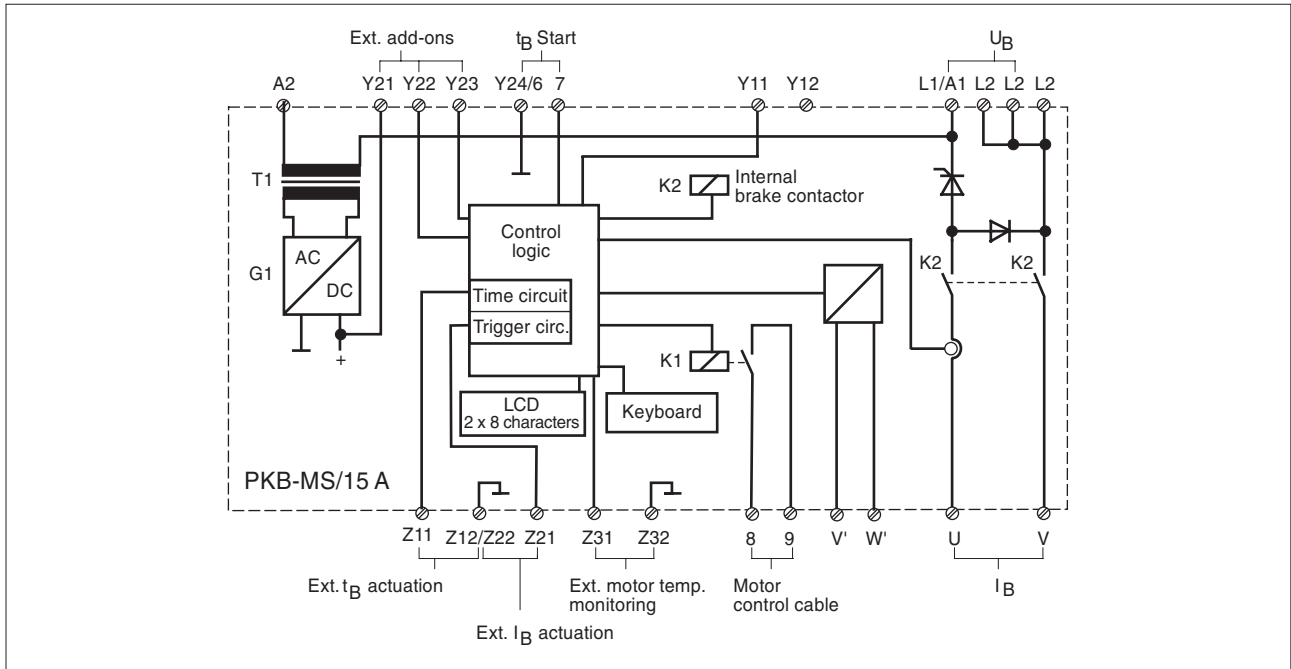 Ext. add-ons
tB Start
UB
A2 Y21 Y22 Y23 Y24/6 7 Y11 Y12 L1/A1 L2 L2 L2
T1
K2
Internal
brake contactor
Control
logic
AC
G1
DC
K2 K2
Time circuit
Trigger circ.
K1
+
LCD
2 x 8 characters
Keyboard
PKB-MS/15 A
Z11 Z12/Z22 Z21 Z31 Z32 8 9 V' W' U V
Ext. tB actuation
Ext. motor temp.
monitoring
Motor
control cable
IB
Ext. IB actuation